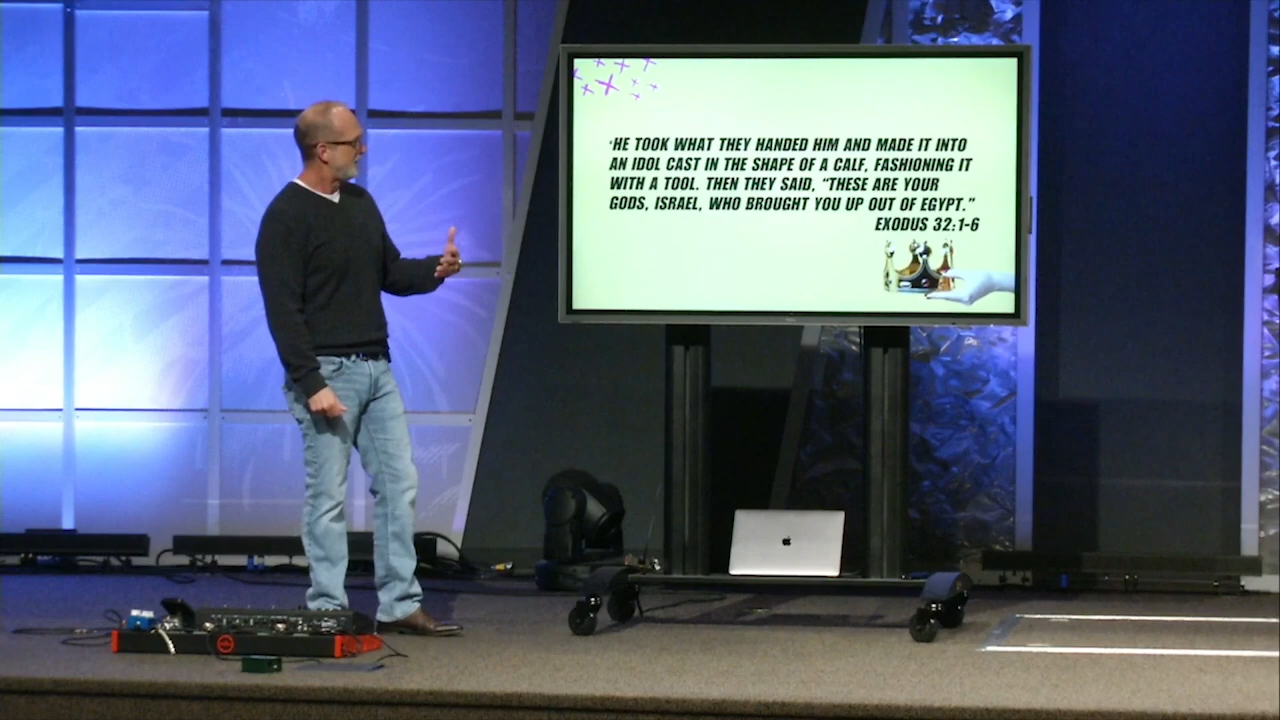 ‘HE TOOK WHAT THEY HANDED HIM AND MADE IT INTO
AN IDOL CAST IN THE SHAPE OF A CALF, FASHIONING IT
WITH A TOOL. THEN THEY SAID, “THESE ARE YOUR
GODS, ISRAEL, WHO BROUGHT YOU UP OUT OF EGYPT.”
EXODUS 32:1-6